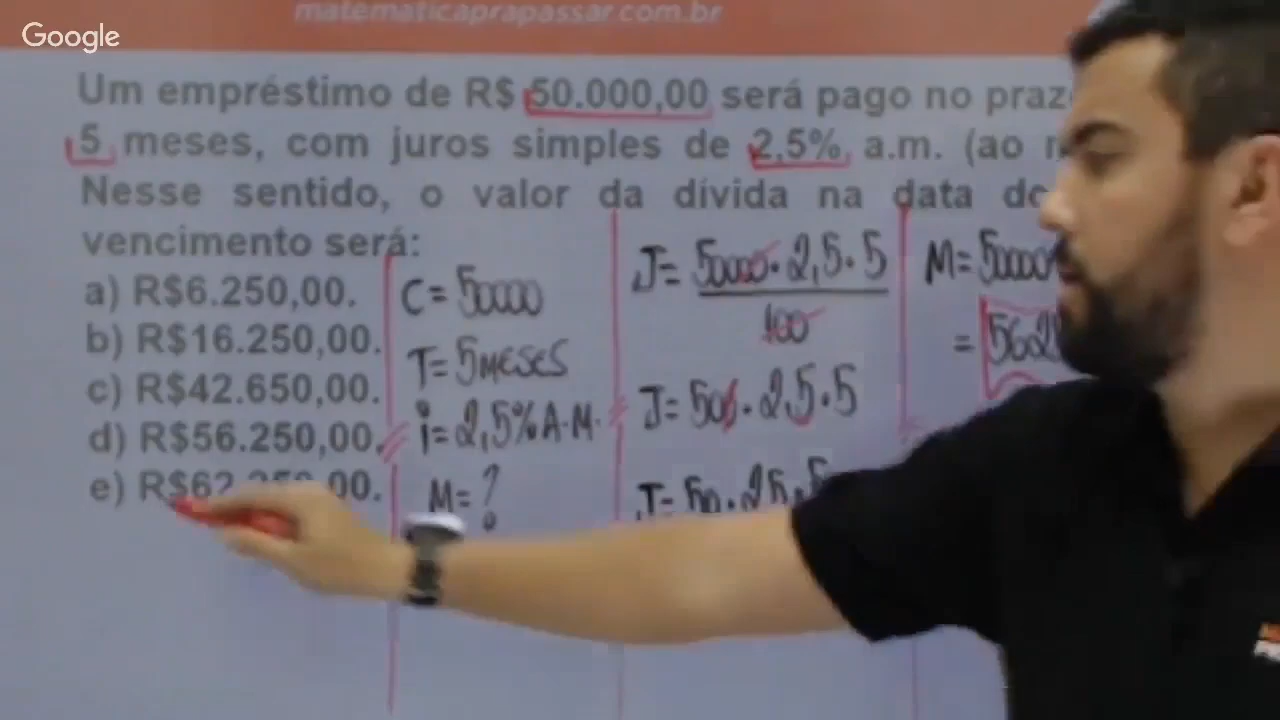 matematicaprapassar.com.br
Google
Um empréstimo de R$ 50.000,00 será pago no
5 meses, com juros simples de 2,5% a.m. (ao
Nesse sentido, o valor da dívida na data
vencimento será:
a) R$6.250,00.
b) R$16.250,00.
c) R$42.650,00.
d) R$56.250,00.
e)
C = 50000
T = 5 MESES
i = 2,5% A.M.
M = ?
J = 50000 . 2,5 . 5
100
J = 500 . 2,5 . 5
J = 50 . 25 . 5
M = 50000
=